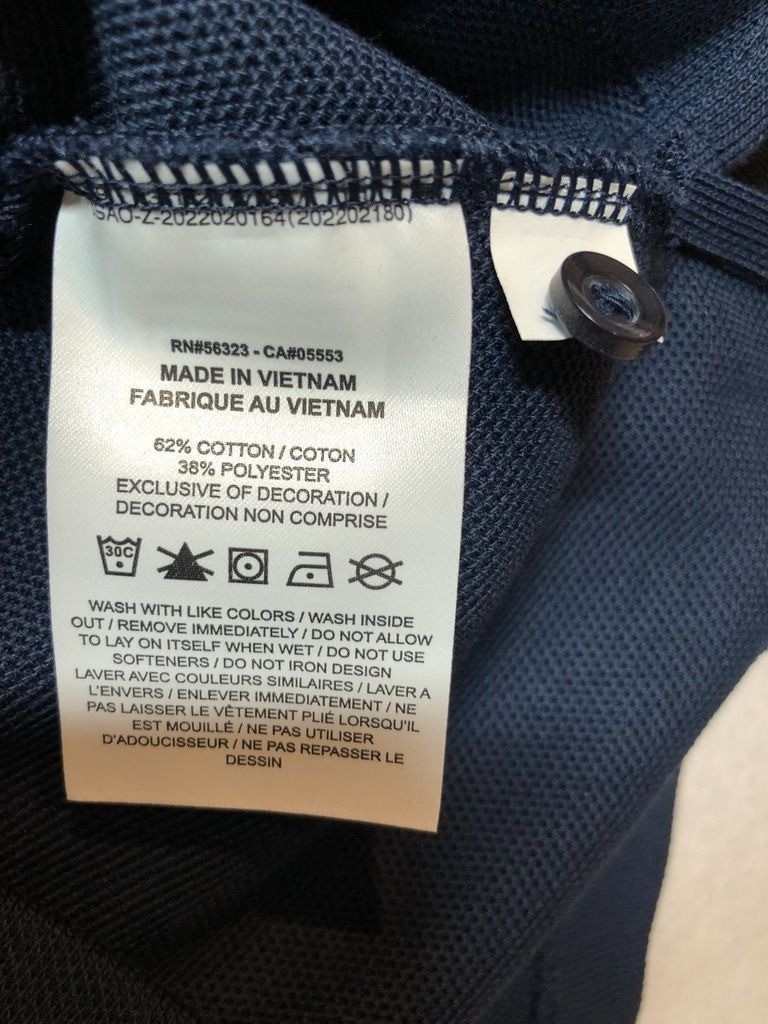 SAO-Z-2022020164(202202180)
RN#56323 - CA#05553
MADE IN VIETNAM
FABRIQUE AU VIETNAM
62% COTTON / COTON
38% POLYESTER
EXCLUSIVE OF DECORATION /
DECORATION NON COMPRISE
30C
WASH WITH LIKE COLORS / WASH INSIDE
OUT / REMOVE IMMEDIATELY / DO NOT ALLOW
TO LAY ON ITSELF WHEN WET / DO NOT USE
SOFTENERS / DO NOT IRON DESIGN
LAVER AVEC COULEURS SIMILAIRES / LAVER A
L'ENVERS / ENLEVER IMMEDIATEMENT / NE
PAS LAISSER LE VÊTEMENT PLIÉ LORSQU'IL
EST MOUILLÉ / NE PAS UTILISER
D'ADOUCISSEUR / NE PAS REPASSER LE
DESSIN